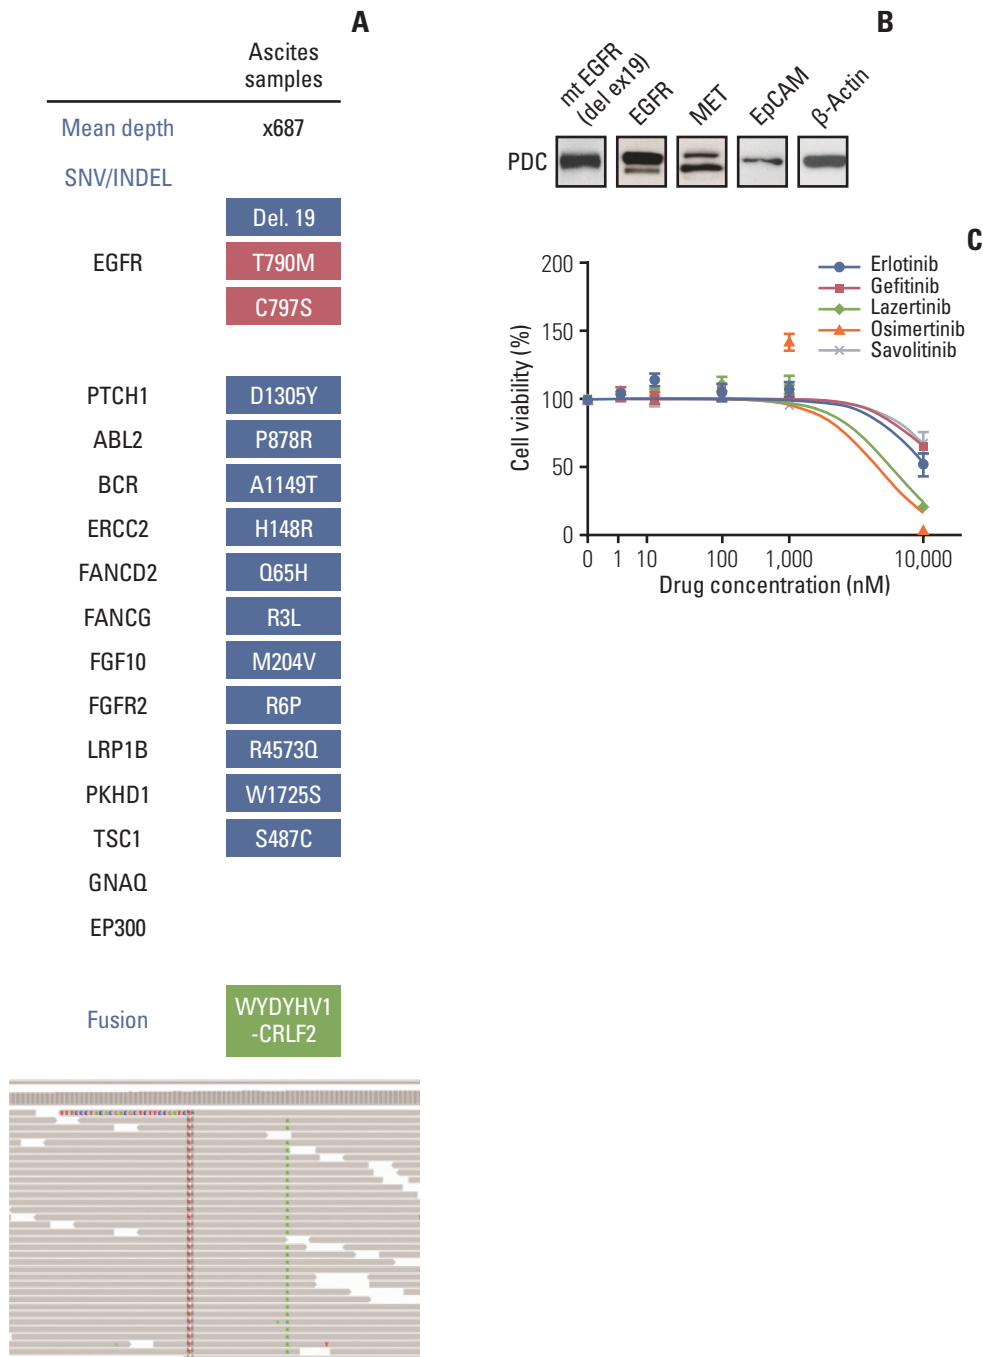 A
Ascites
samples
Mean depth x687
SNV/INDEL
EGFR
Del. 19
T790M
C797S
PTCH1 D1305Y
ABL2 P878R
BCR A1149T
ERCC2 H148R
FANCD2 Q65H
FANCG R3L
FGF10 M204V
FGFR2 R6P
LRP1B R4573Q
PKHD1 W1725S
TSC1 S487C
GNAQ
EP300
Fusion
WYDYHV1
-CRLF2
B
mt EGFR
(del ex19)
EGFR
MET
EpCAM
β-Actin
PDC
C
Erlotinib
Gefitinib
Lazertinib
Osimertinib
Savolitinib
Cell viability (%)
200
150
100
50
0
0 1 10 100 1,000 10,000
Drug concentration (nM)